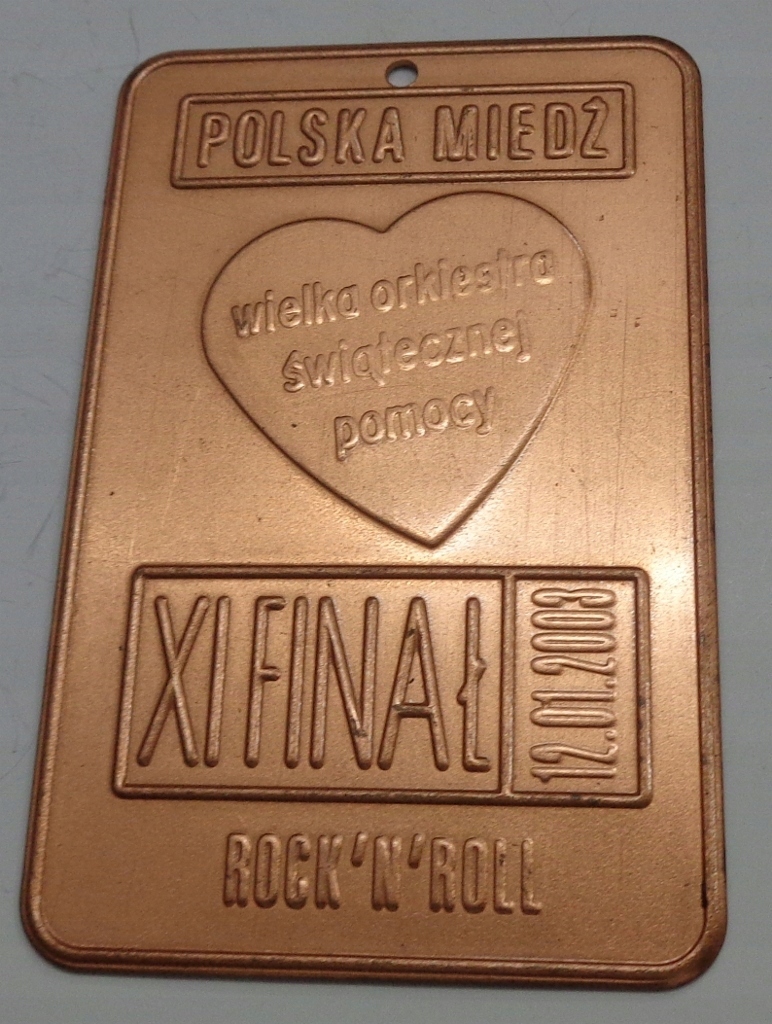 POLSKA MIEDŹ
wielka orkiestra
świątecznej
pomocy
XI FINAŁ
12.01.2003
ROCK'N'ROLL